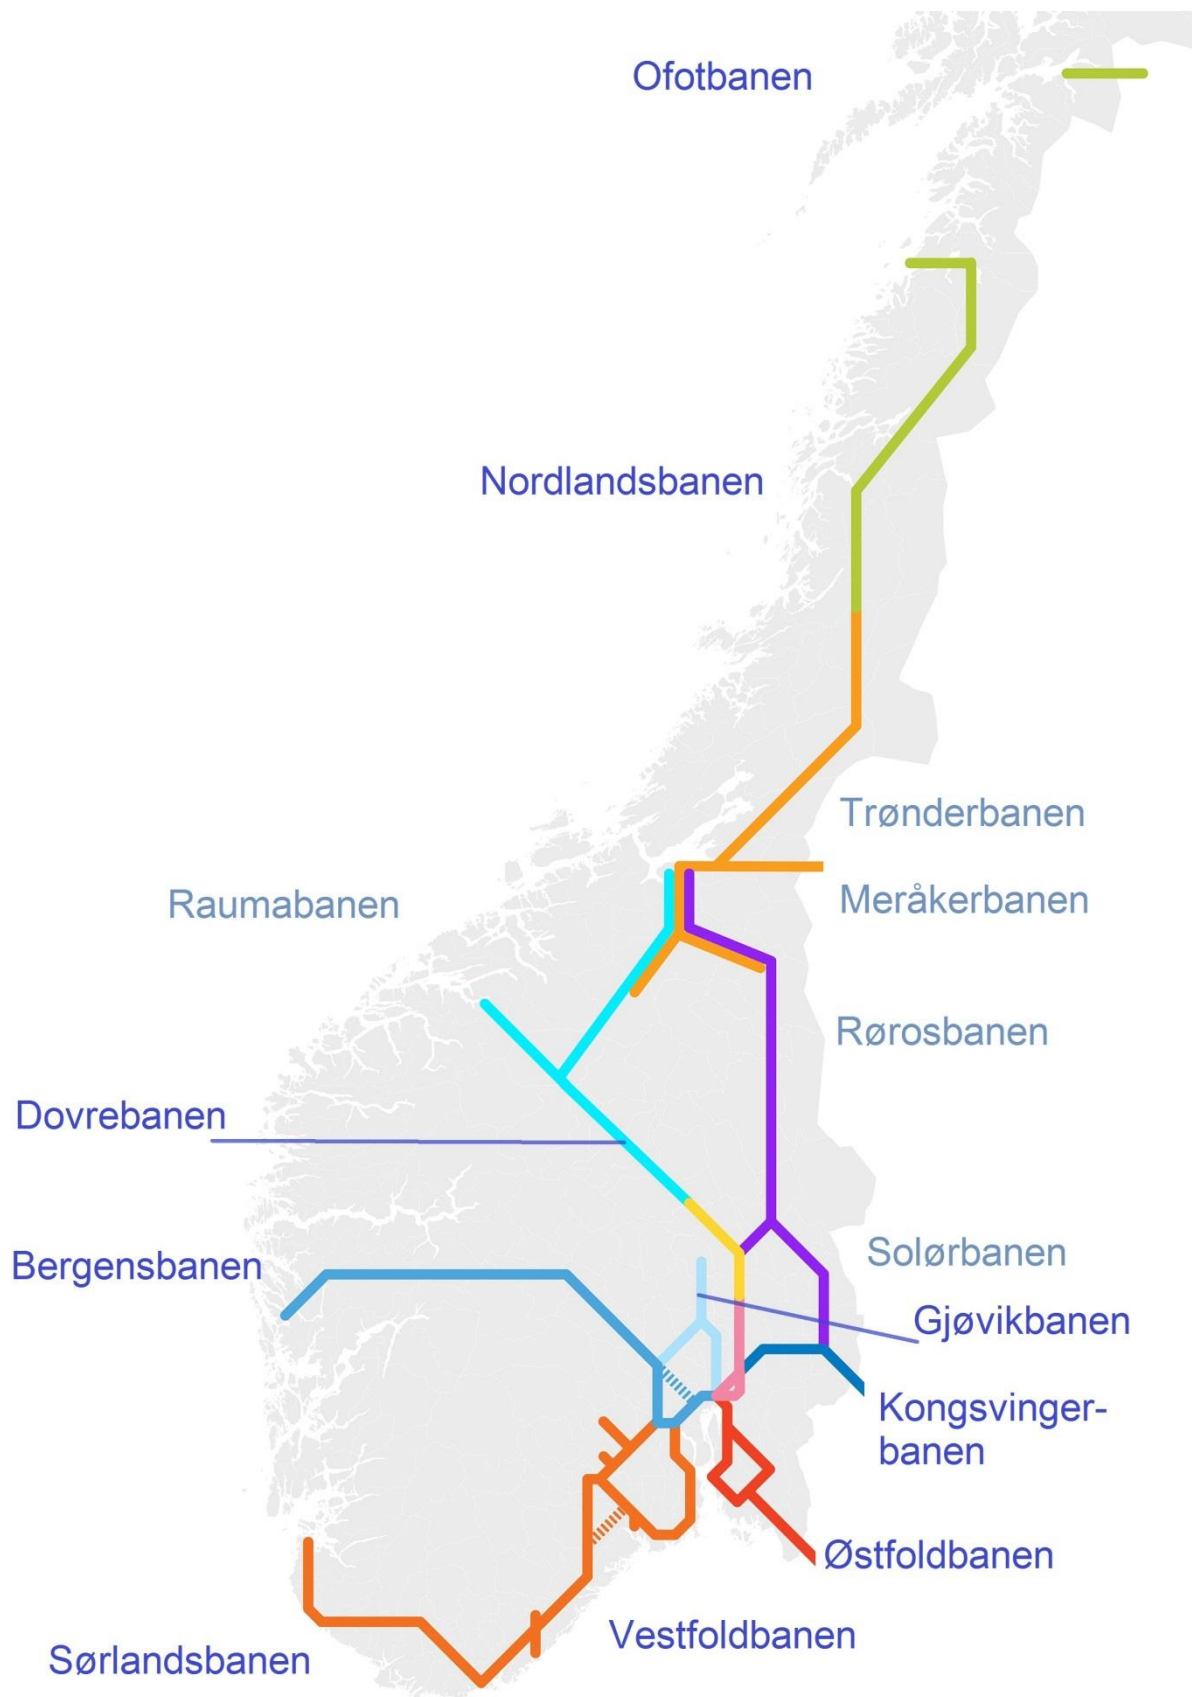 Ofotbanen
Nordlandsbanen
Trønderbanen
Raumabanen
Meråkerbanen
Rørosbanen
Dovrebanen
Solørbanen
Bergensbanen
Gjøvikbanen
Kongsvinger-
banen
Østfoldbanen
Vestfoldbanen
Sørlandsbanen